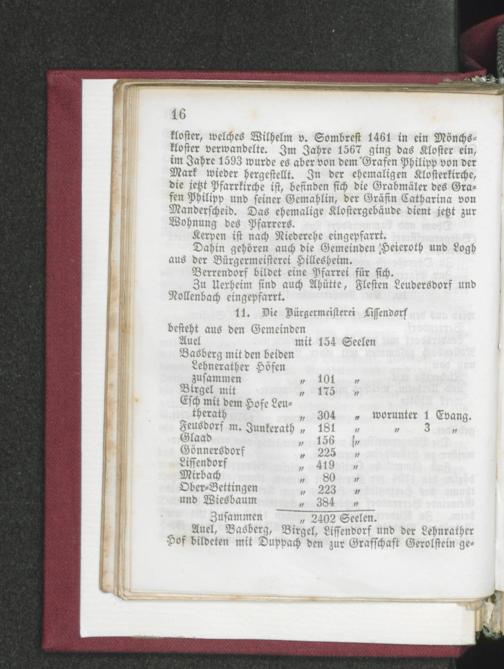 16
kloster, welches Wilhelm v. Sombrest 1461 in ein Mönchs-
kloster verwandelte. Im Jahre 1567 ging das Kloster ein,
im Jahre 1593 wurde es aber von dem Grafen Philipp von der
Mark wieder hergestellt. In der ehemaligen Klosterkirche,
die jetzt Pfarrkirche ist, befinden sich die Grabmäler des Gra-
fen Philipp und seiner Gemahlin, der Gräfin Catharina von
Manderscheid. Das ehemalige Klostergebäude dient jetzt zur
Wohnung des Pfarrers.
Kerpen ist nach Niederehe eingepfarrt.
Dahin gehören auch die Gemeinden Heieroth und Logh
aus der Bürgermeisterei Hillesheim.
Berrendorf bildet eine Pfarrei für sich.
Zu Uerheim sind auch Ahütte, Flesten Leudersdorf und
Nollenbach eingepfarrt.
11. Die Bürgermeisterei Lissendorf
besteht aus den Gemeinden
Auel mit 154 Seelen
Basberg mit den beiden
Lehnerather Höfen
zusammen „ 101 „
Birgel mit „ 175 „
Esch mit dem Hofe Leu-
therath „ 304 „ worunter 1 Evang.
Feusdorf m. Junkerath „ 181 „ „ 3 „
Glaad „ 156 „
Gönnersdorf „ 225 „
Lissendorf „ 419 „
Mirbach „ 80 „
Ober-Bettingen „ 223 „
und Wiesbaum „ 384 „
Zusammen „ 2402 Seelen.
Auel, Basberg, Birgel, Lissendorf und der Lehnrather
Hof bildeten mit Duppach den zur Grafschaft Gerolstein ge-